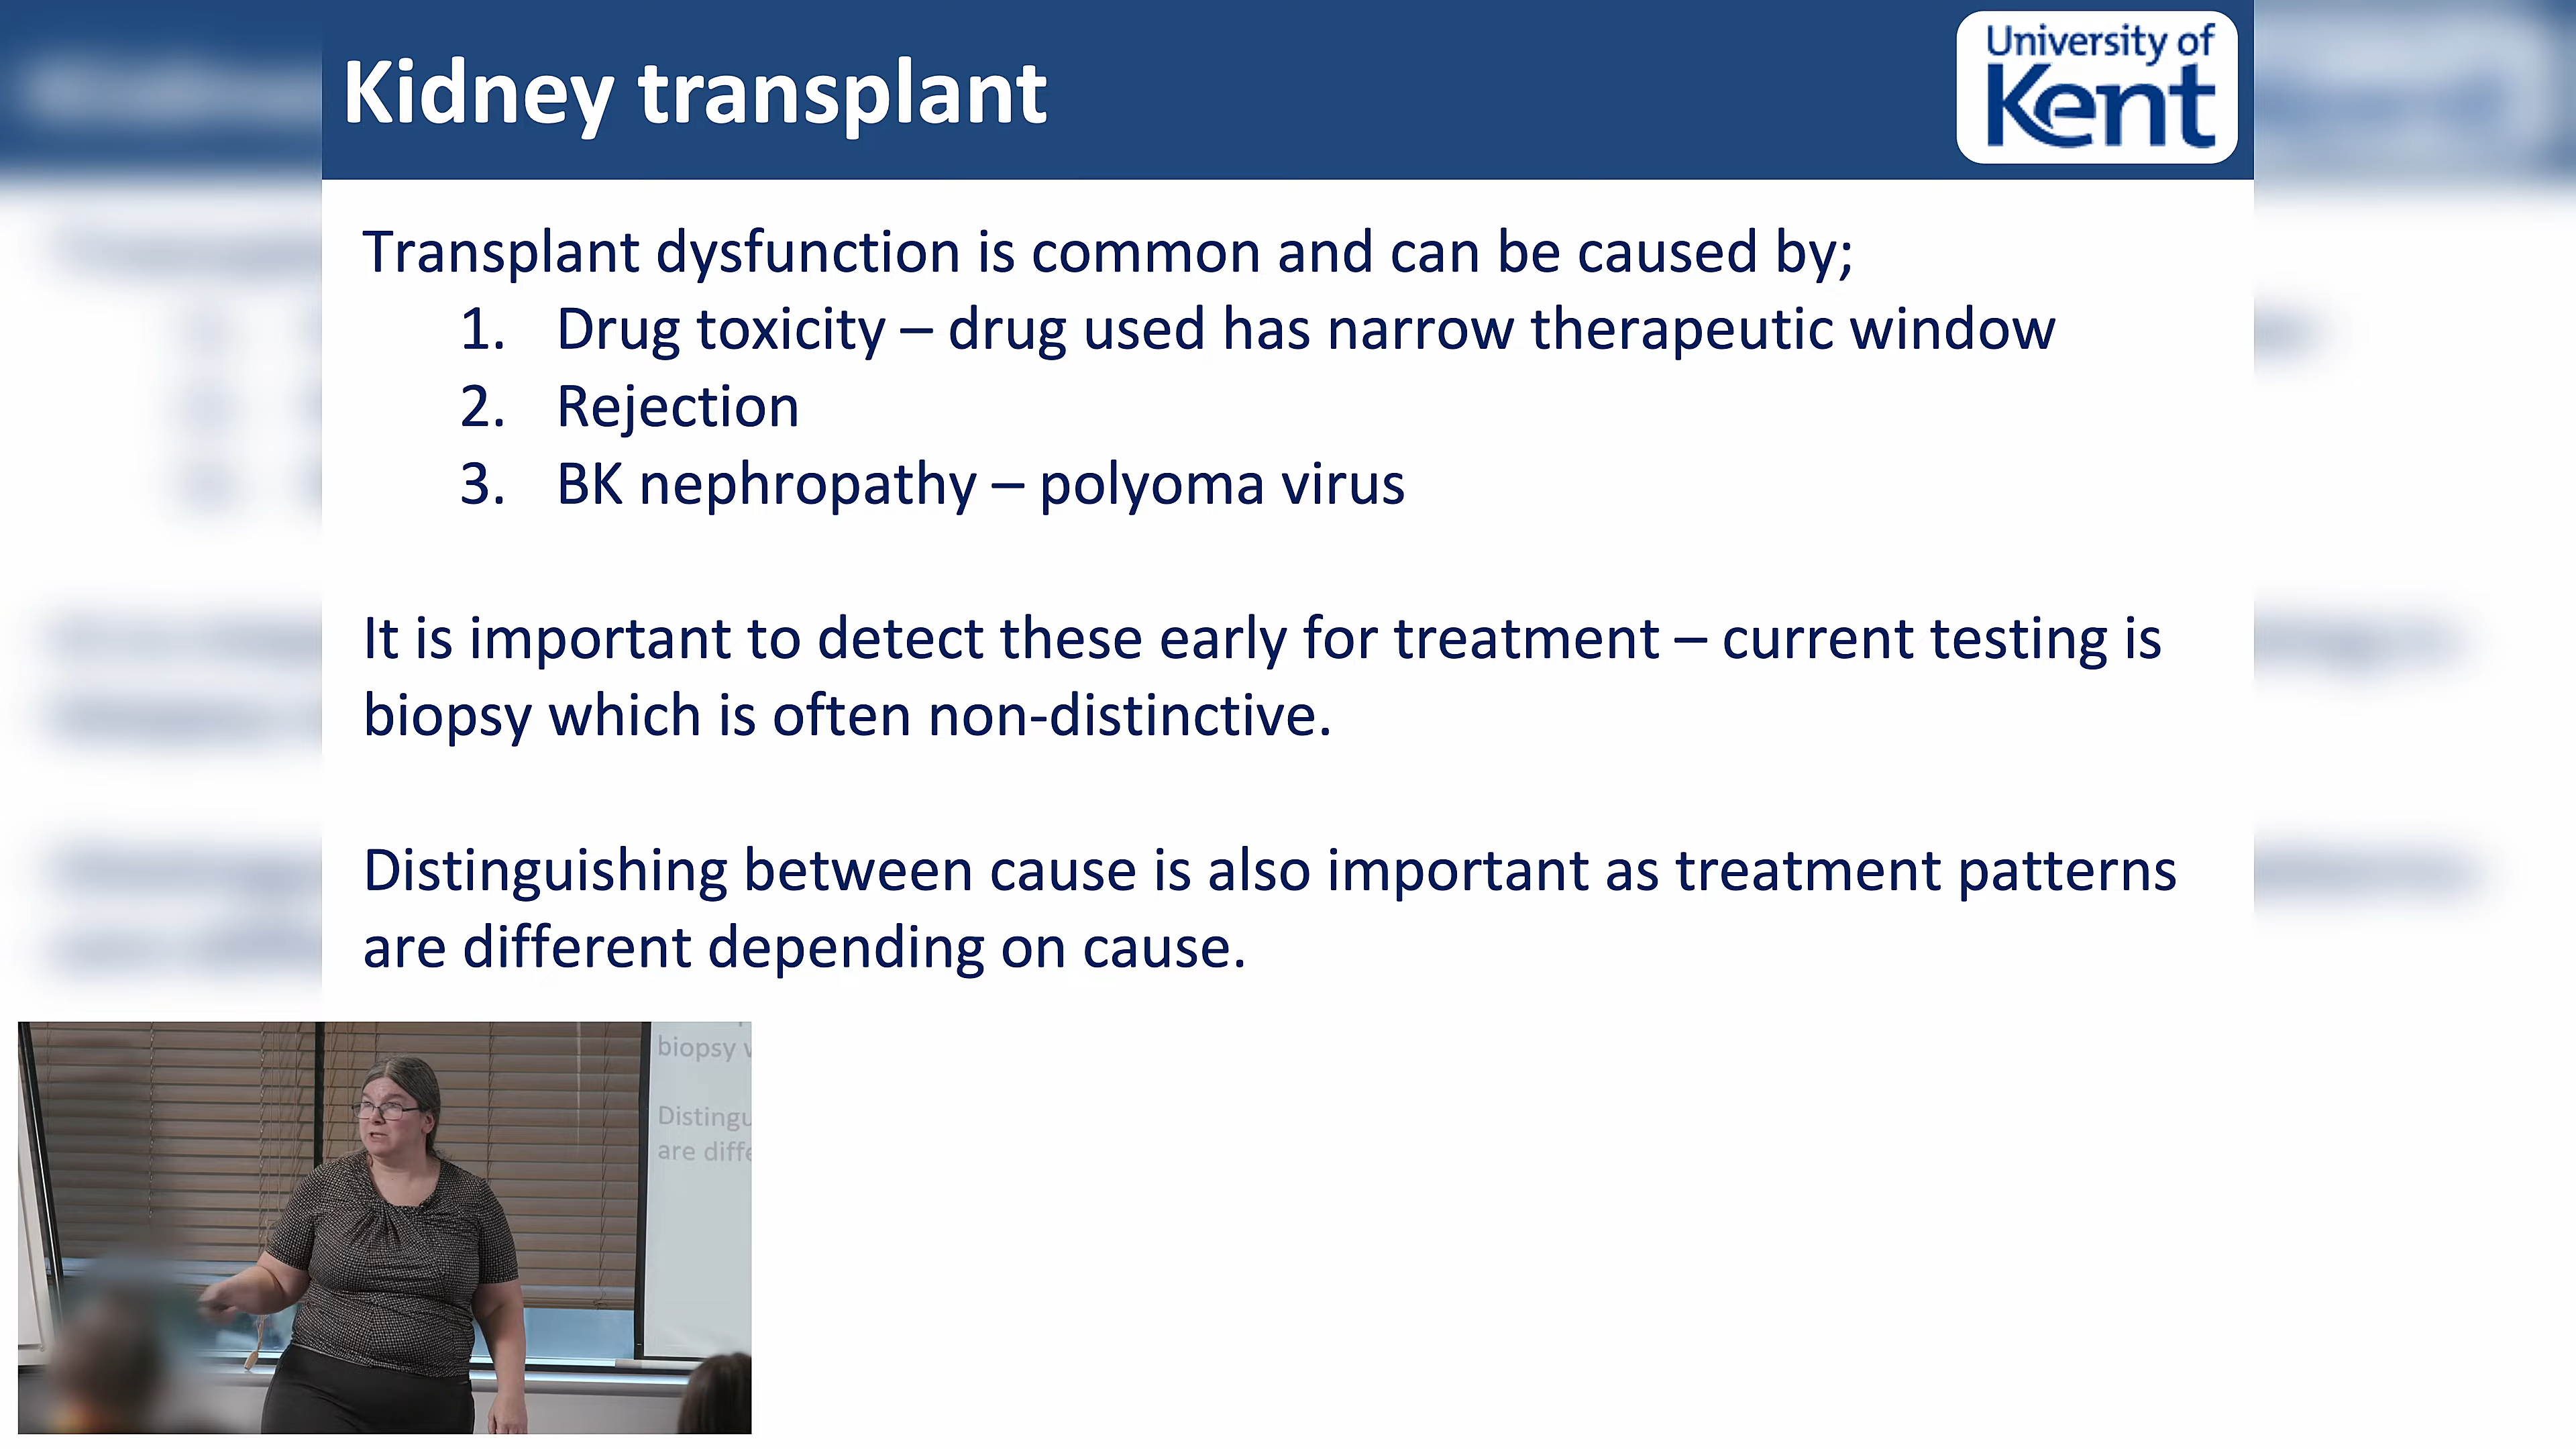 Kidney transplant
University of
Kent
Transplant dysfunction is common and can be caused by;
1. Drug toxicity – drug used has narrow therapeutic window
2. Rejection
3. BK nephropathy – polyoma virus
It is important to detect these early for treatment – current testing is
biopsy which is often non-distinctive.
Distinguishing between cause is also important as treatment patterns
are different depending on cause.
biopsy
Distingu
are diffe